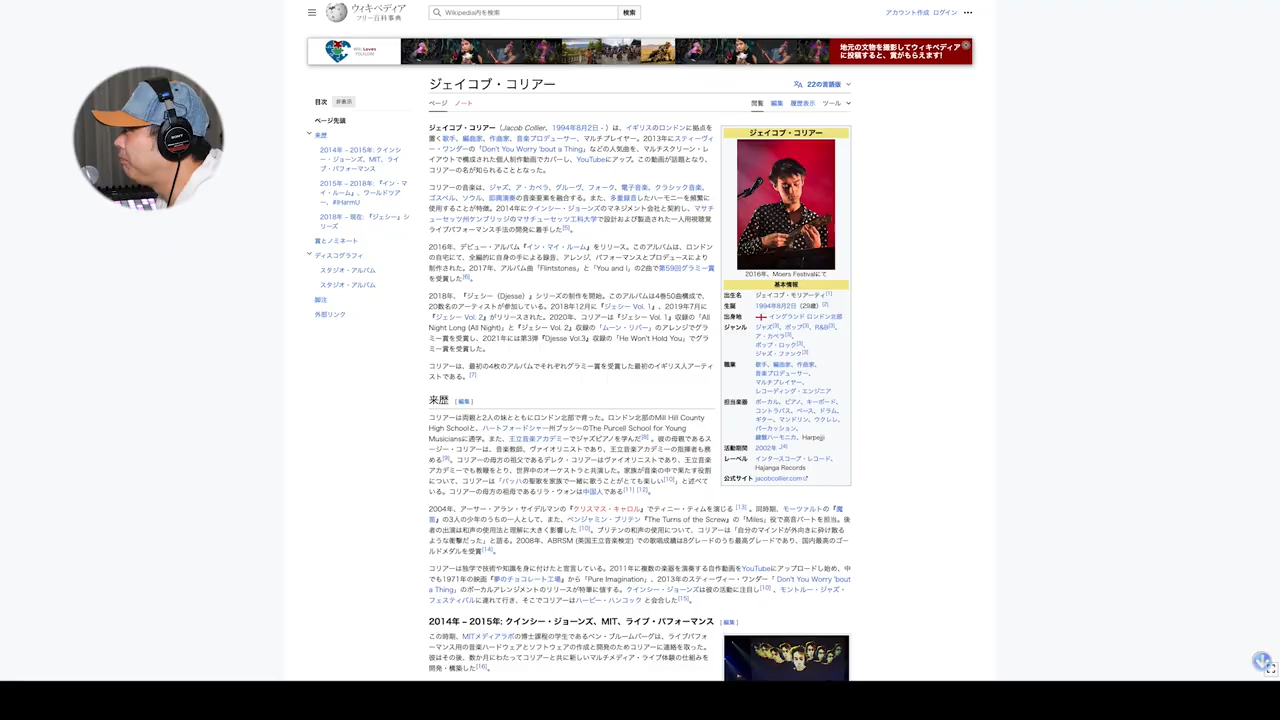 ウィキペディア
フリー百科事典
Wikipedia内を検索
検索
アカウント作成 ログイン
Wiki Loves
FOLKLORE
地元の文物を撮影してウィキペディア
に投稿すると、賞がもらえます!
目次 非表示
ページ先頭
来歴
2014年 – 2015年: クインシ
ー・ジョーンズ、MIT、ライ
ブ・パフォーマンス
2015年 – 2018年: 『イン・マ
イ・ルーム』、ワールドツア
ー、#IHarmU
2018年 – 現在: 『ジェシー』シ
リーズ
賞とノミネート
ディスコグラフィ
スタジオ・アルバム
スタジオ・アルバム
脚注
外部リンク
ジェイコブ・コリアー
22の言語版
ページ ノート
閲覧 編集 履歴表示 ツール
ジェイコブ・コリアー(Jacob Collier、1994年8月2日 - )は、イギリスのロンドンに拠点を
置く歌手、編曲家、作曲家、音楽プロデューサー、マルチプレイヤー。2013年にスティーヴィ
ー・ワンダーの「Don't You Worry 'bout a Thing」などの人気曲を、マルチスクリーン・レ
イアウトで構成された個人制作動画でカバーし、YouTubeにアップ。この動画が話題となり、
コリアーの名が知られることとなった。
コリアーの音楽は、ジャズ、ア・カペラ、グルーヴ、フォーク、電子音楽、クラシック音楽、
ゴスペル、ソウル、即興演奏の音楽要素を融合する。また、多重録音したハーモニーを頻繁に
使用することが特徴。2014年にクインシー・ジョーンズのマネジメント会社と契約し、マサチ
ューセッツ州ケンブリッジのマサチューセッツ工科大学で設計および製造された一人用視聴覚
ライブパフォーマンス手法の開発に着手した[5]。
2016年、デビュー・アルバム『イン・マイ・ルーム』をリリース。このアルバムは、ロンドン
の自宅にて、全編的に自身の手による録音、アレンジ、パフォーマンスとプロデュースにより
制作された。2017年、アルバム曲「Flintstones」と「You and I」の2曲で第59回グラミー賞
を受賞した[6]。
2018年、『ジェシー(Djesse)』シリーズの制作を開始。このアルバムは4巻50曲構成で、
20数名のアーティストが参加している。2018年12月に『ジェシー Vol. 1』、2019年7月に
『ジェシー Vol. 2』がリリースされた。2020年、コリアーは『ジェシー Vol. 1』収録の「All
Night Long (All Night)」と『ジェシー Vol. 2』収録の「ムーン・リバー」のアレンジでグラ
ミー賞を受賞し、2021年には第3弾『Djesse Vol.3』収録の「He Won't Hold You」でグラ
ミー賞を受賞した。
コリアーは、最初の4枚のアルバムでそれぞれグラミー賞を受賞した最初のイギリス人アーティ
ストである。[7]
来歴 [編集]
コリアーは両親と2人の妹とともにロンドン北部で育った。ロンドン北部のMill Hill County
High Schoolと、ハートフォードシャー州ブッシーのThe Purcell School for Young
Musiciansに通学。また、王立音楽アカデミーでジャズピアノを学んだ[8]。彼の母親であるス
ージー・コリアーは、音楽教師、ヴァイオリニストであり、王立音楽アカデミーの指揮者も務
める[9]。コリアーの母方の祖父であるデレク・コリアーはヴァイオリニストであり、王立音楽
アカデミーでも教鞭をとり、世界中のオーケストラと共演した。家族が音楽の中で果たす役割
について、コリアーは「バッハの聖歌を家族で一緒に歌うことがとても楽しい[10]」と述べて
いる。コリアーの母方の祖母であるリラ・ウォンは中国人である[11] [12]。
2004年、アーサー・アラン・サイデルマンの『クリスマス・キャロル』でティニー・ティムを演じる [13]。同時期、モーツァルトの『魔
笛』の3人の少年のうちの一人として、また、ベンジャミン・ブリテン『The Turns of the Screw』の「Miles」役で高音パートを担当。後
者の出演は和声の使用法と理解に大きく影響した [10]。ブリテンの和声の使用について、コリアーは「自分のマインドが外向きに砕け散る
ような衝撃だった」と語る。2008年、ABRSM (英国王立音楽検定) での歌唱成績は8グレードのうち最高グレードであり、国内最高のゴー
ルドメダルを受賞[14]。
コリアーは独学で技術や知識を身に付けたと宣言している。2011年に複数の楽器を演奏する自作動画をYouTubeにアップロードし始め、中
でも1971年の映画『夢のチョコレート工場』から「Pure Imagination」、2013年のスティーヴィー・ワンダー「 Don't You Worry 'bout
a Thing」のボーカルアレンジメントのリリースが特筆に値する。クインシー・ジョーンズは彼の活動に注目し[10] 、モントルー・ジャズ・
フェスティバルに連れて行き、そこでコリアーはハービー・ハンコック と会合した[15]。
2014年 – 2015年: クインシー・ジョーンズ、MIT、ライブ・パフォーマンス [編集]
この時期、MITメディアラボの博士課程の学生であるベン・ブルームバーグは、ライブパフォ
ーマンス用の音楽ハードウェアとソフトウェアの作成と開発のためコリアーに連絡を取った。
彼はその後、数か月にわたってコリアーと共に新しいマルチメディア・ライブ体験の仕組みを
開発・構築した[16]。
ジェイコブ・コリアー
2016年、Moers Festivalにて
基本情報
出生名 ジェイコブ・モリアーティ[1]
生誕 1994年8月2日(29歳)[2]
出身地 イングランド ロンドン北部
ジャンル ジャズ[3]、ポップ[3]、R&B[3]、
ア・カペラ[3]、
ポップ・ロック[3]、
ジャズ・ファンク[3]
職業 歌手、編曲家、作曲家、
音楽プロデューサー、
マルチプレイヤー、
レコーディング・エンジニア
担当楽器 ボーカル、ピアノ、キーボード、
コントラバス、ベース、ドラム、
ギター、マンドリン、ウクレレ、
パーカッション、
鍵盤ハーモニカ、Harpejji
活動期間 2002年 -[4]
レーベル インタースコープ・レコード、
Hajanga Records
公式サイト jacobcollier.com
SONY